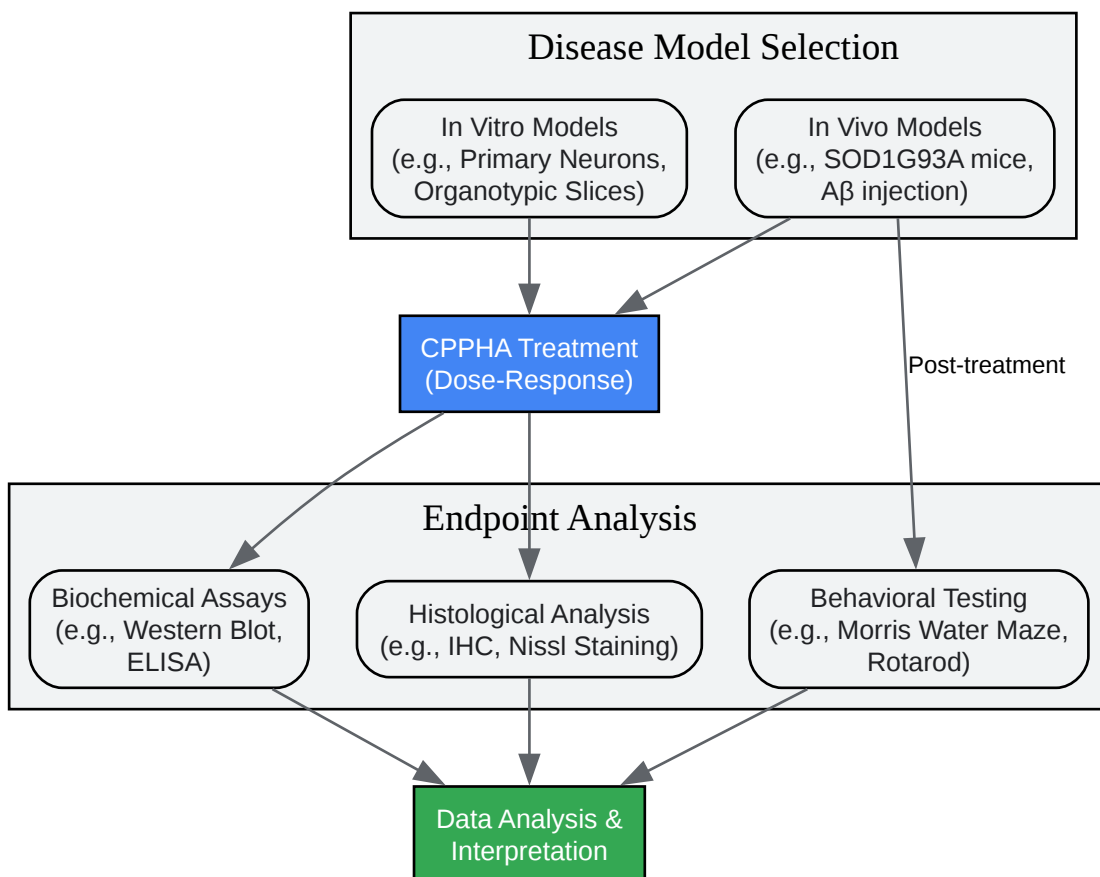 Disease Model Selection
In Vitro Models
(e.g., Primary Neurons,
Organotypic Slices)
In Vivo Models
(e.g., SOD1G93A mice,
Aβ injection)
CPPHA Treatment
(Dose-Response)
Post-treatment
Endpoint Analysis
Biochemical Assays
(e.g., Western Blot,
ELISA)
Histological Analysis
(e.g., IHC, Nissl Staining)
Behavioral Testing
(e.g., Morris Water Maze,
Rotarod)
Data Analysis &
Interpretation